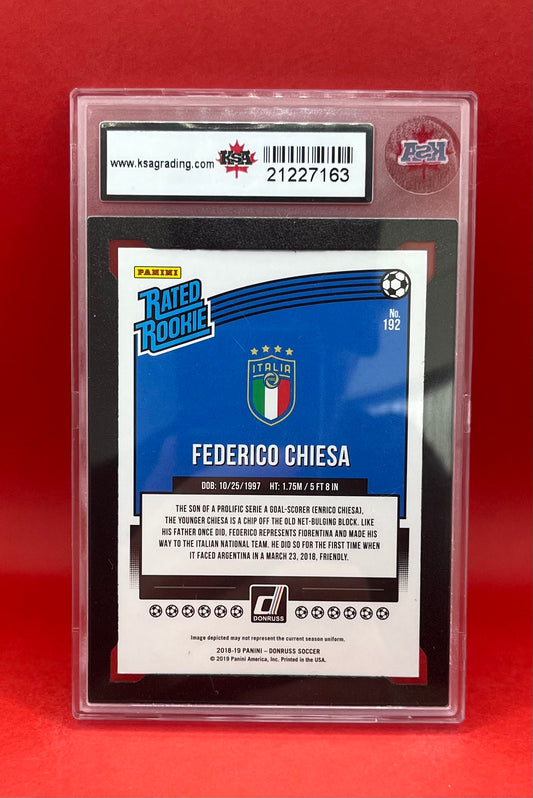 www.ksagrading.com
KSA
21227163
KSA
PANINI
RATED
ROOKIE
No.
192
ITALIA
FEDERICO CHIESA
DOB: 10/25/1997 HT: 1.75M / 5 FT 8 IN
THE SON OF A PROLIFIC SERIE A GOAL-SCORER (ENRICO CHIESA),
THE YOUNGER CHIESA IS A CHIP OFF THE OLD NET-BULGING BLOCK. LIKE
HIS FATHER ONCE DID, FEDERICO REPRESENTS FIORENTINA AND MADE HIS
WAY TO THE ITALIAN NATIONAL TEAM. HE DID SO FOR THE FIRST TIME WHEN
IT FACED ARGENTINA IN A MARCH 23, 2018, FRIENDLY.
d
DONRUSS
Image depicted may not represent the current season uniform.
2018-19 PANINI – DONRUSS SOCCER
© 2019 Panini America, Inc. Printed in the USA.